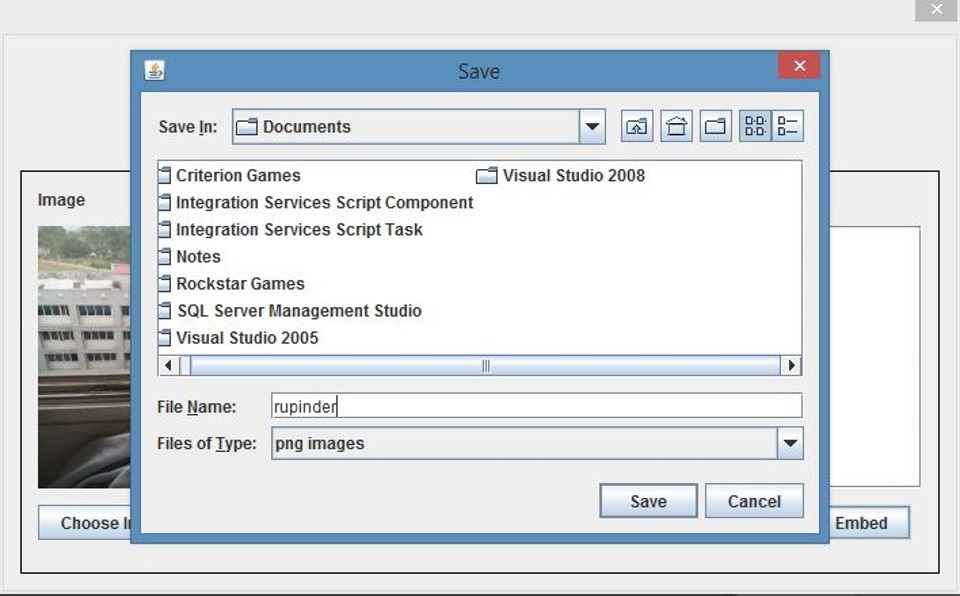 Save
Save In: Documents
Criterion Games
Visual Studio 2008
Integration Services Script Component
Integration Services Script Task
Notes
Rockstar Games
SQL Server Management Studio
Visual Studio 2005
Image
File Name: rupinder
Files of Type: png images
Save Cancel
Choose Embed